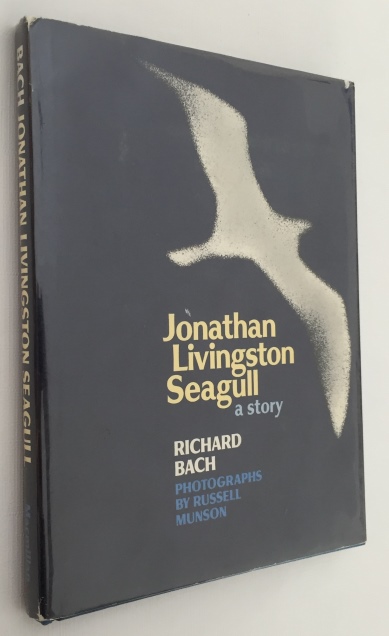 BACH JONATHAN LIVINGSTON SEAGULL
Jonathan
Livingston
Seagull
a story
RICHARD
BACH
PHOTOGRAPHS
BY RUSSELL
MUNSON